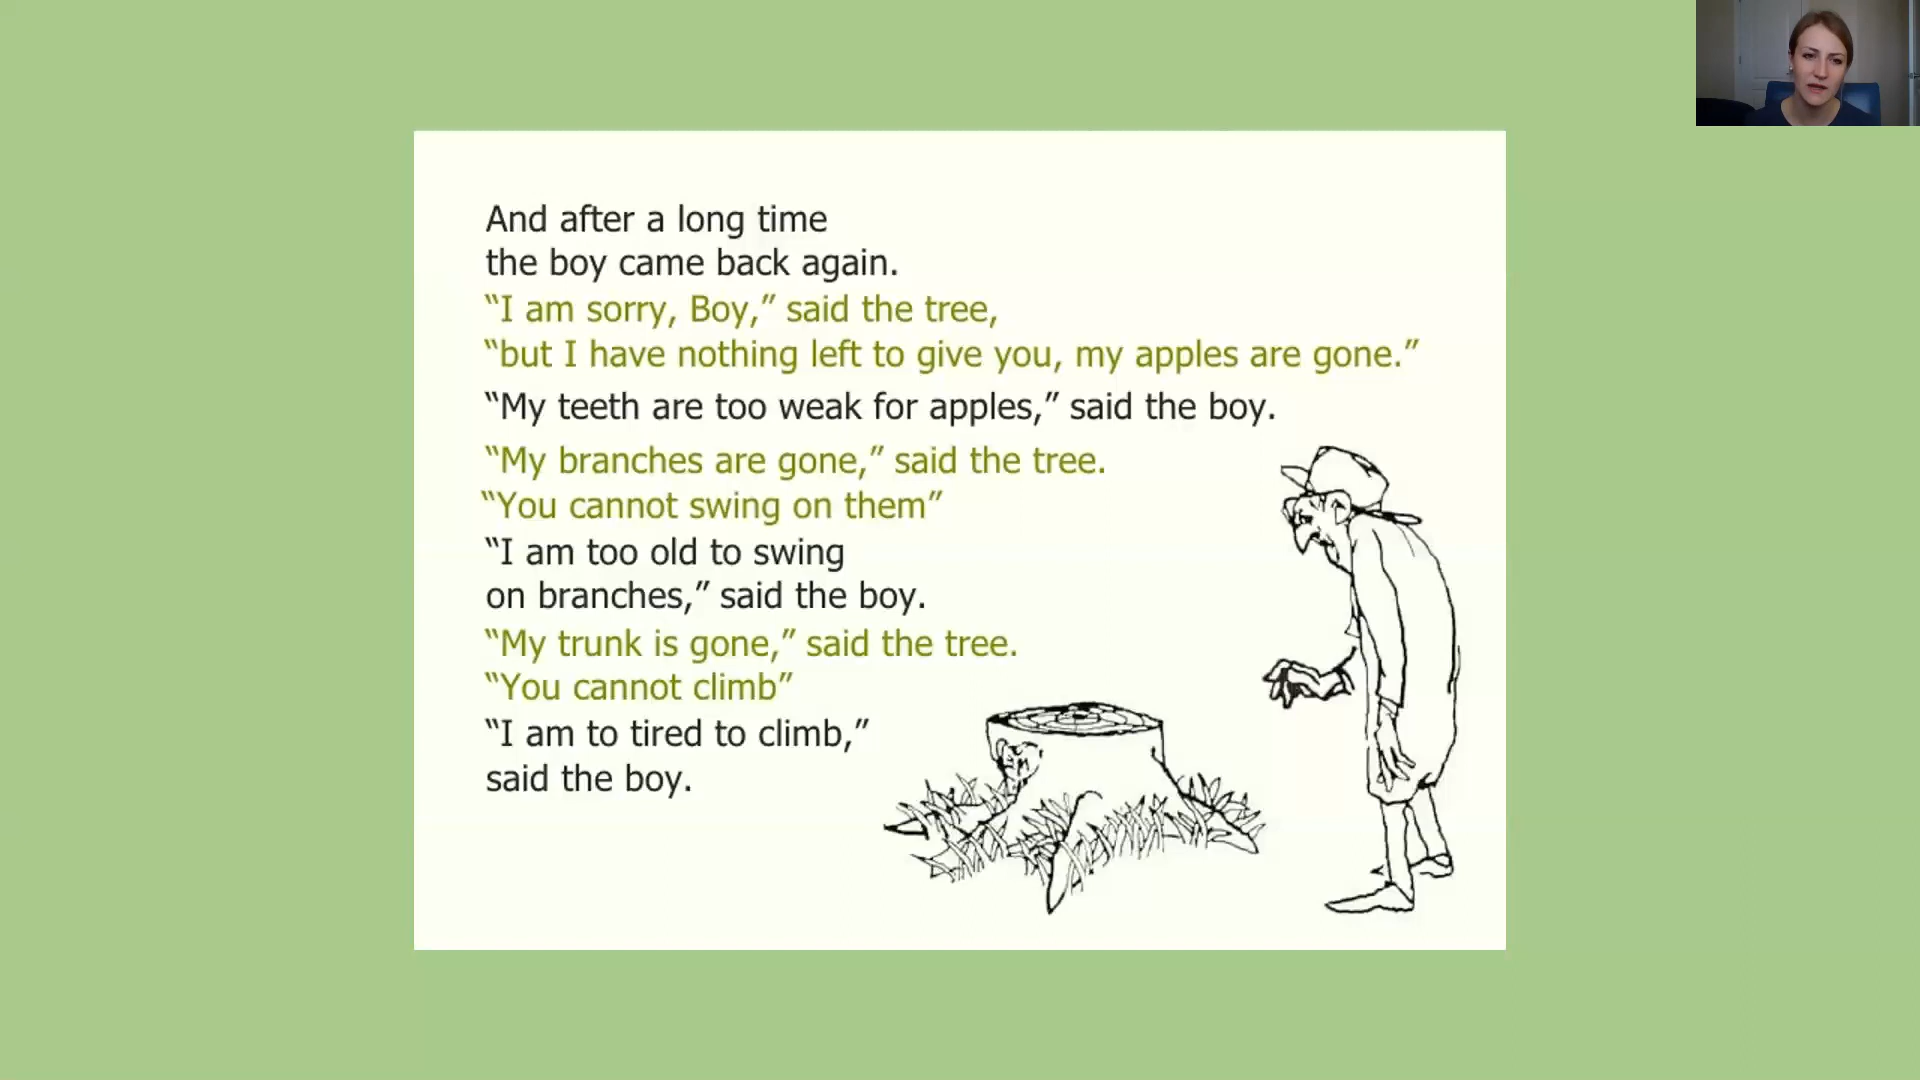 And after a long time
the boy came back again.
“I am sorry, Boy,” said the tree,
“but I have nothing left to give you, my apples are gone.”
“My teeth are too weak for apples,” said the boy.
“My branches are gone,” said the tree.
“You cannot swing on them”
“I am too old to swing
on branches,” said the boy.
“My trunk is gone,” said the tree.
“You cannot climb”
“I am to tired to climb,”
said the boy.